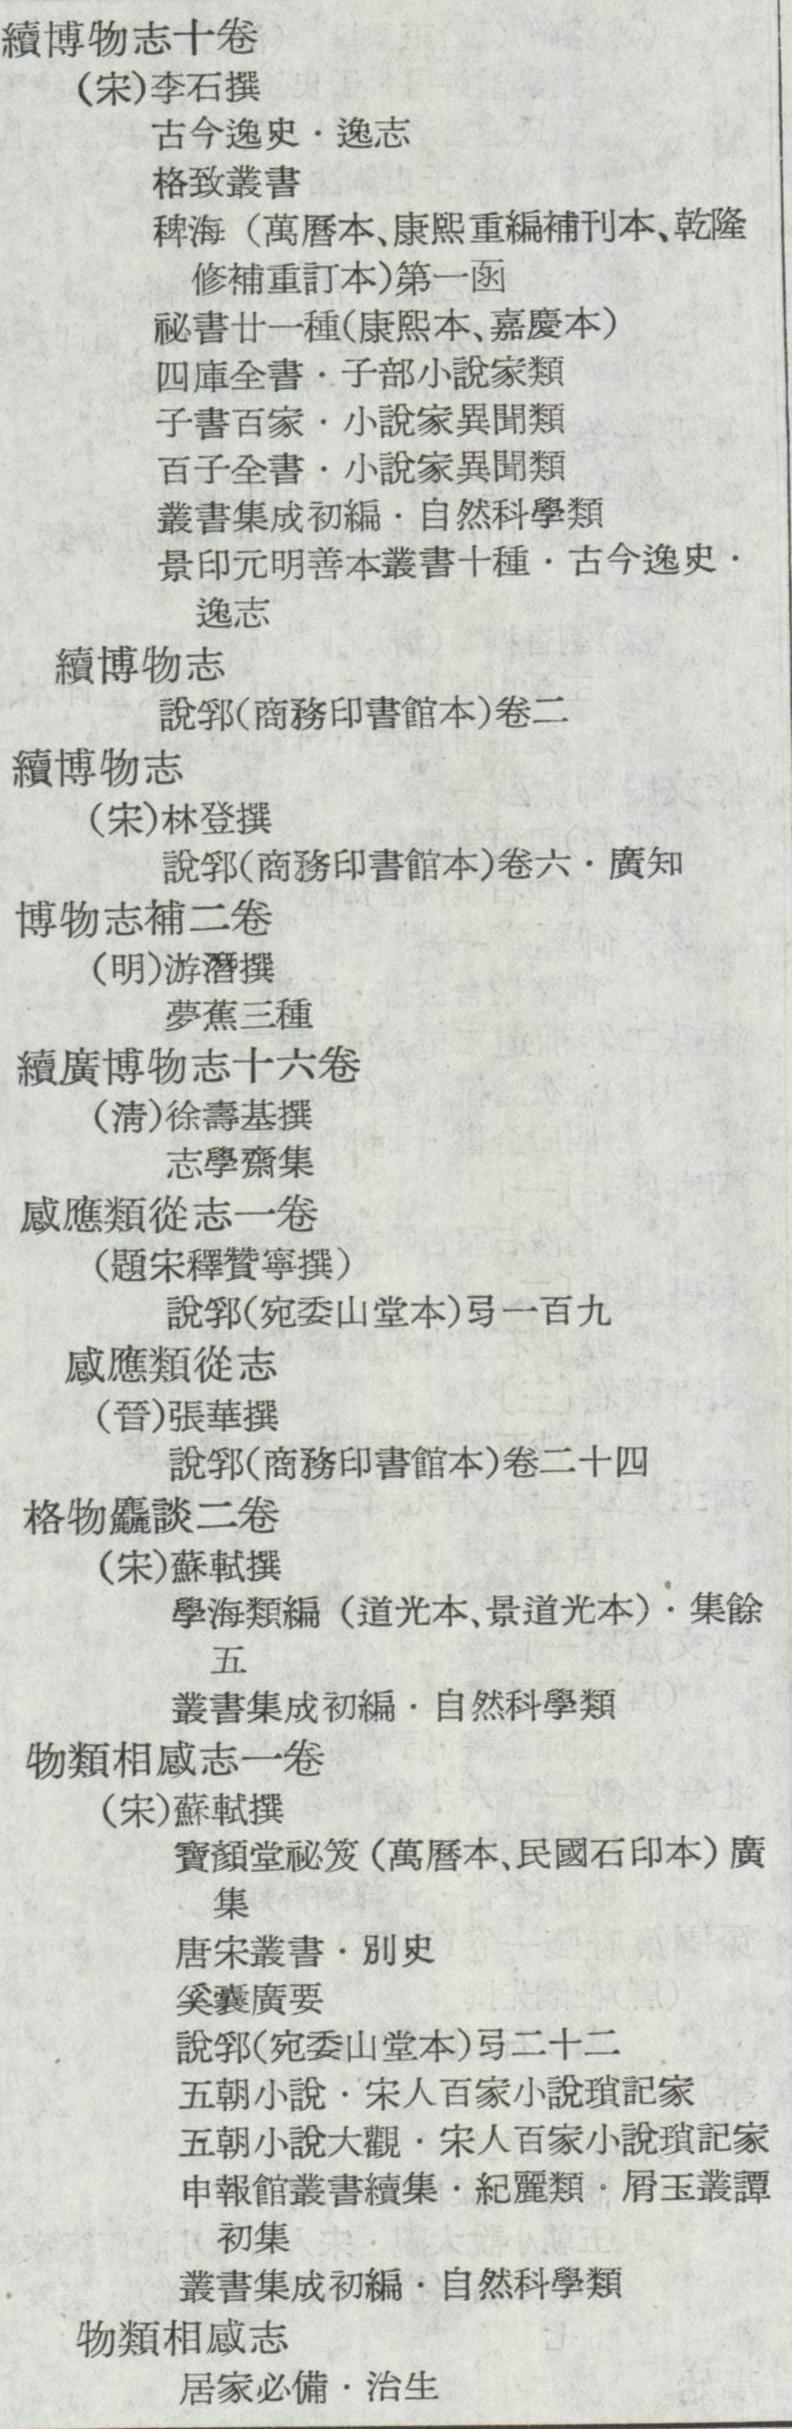 續博物志十卷
(宋)李石撰
古今逸史·逸志
格致叢書
稗海(萬曆本、康熙重編補刊本、乾隆
修補重訂本)第一函
祕書廿一種(康熙本、嘉慶本)
四庫全書·子部小說家類
子書百家·小說家異聞類
百子全書·小說家異聞類
叢書集成初編·自然科學類
景印元明善本叢書十種·古今逸史·
逸志
續博物志
說郛(商務印書館本)卷二
續博物志
(宋)林登撰
說郛(商務印書館本)卷六·廣知
博物志補二卷
(明)游潛撰
夢蕉三種
續廣博物志十六卷
(清)徐壽基撰
志學齋集
感應類從志一卷
(題宋釋贊寧撰)
說郛(宛委山堂本)弓一百九
感應類從志
(晉)張華撰
說郛(商務印書館本)卷二十四
格物麤談二卷
(宋)蘇軾撰
學海類編(道光本、景道光本)·集餘
五
叢書集成初編·自然科學類
物類相感志一卷
(宋)蘇軾撰
寶顏堂祕笈(萬曆本、民國石印本)廣
集
唐宋叢書·別史
奚囊廣要
說郛(宛委山堂本)弓二十二
五朝小說·宋人百家小說瑣記家
五朝小說大觀·宋人百家小說瑣記家
申報館叢書續集·紀麗類·屑玉叢譚
初集
叢書集成初編·自然科學類
物類相感志
居家必備·治生